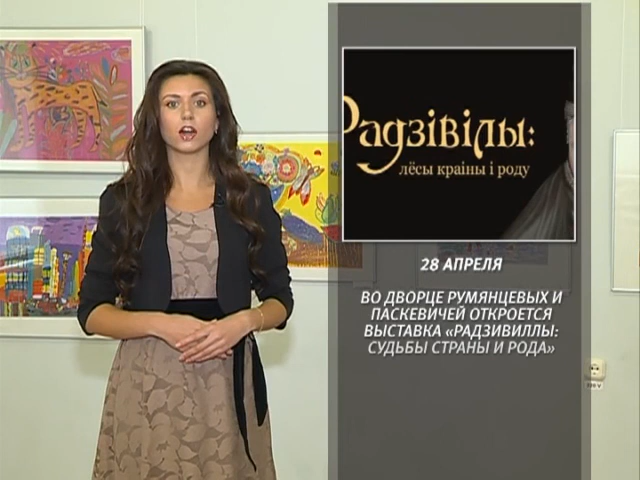 Радзівілы:
лёсы краіны і роду
28 АПРЕЛЯ
ВО ДВОРЦЕ РУМЯНЦЕВЫХ И
ПАСКЕВИЧЕЙ ОТКРОЕТСЯ
ВЫСТАВКА «РАДЗИВИЛЛЫ:
СУДЬБЫ СТРАНЫ И РОДА»